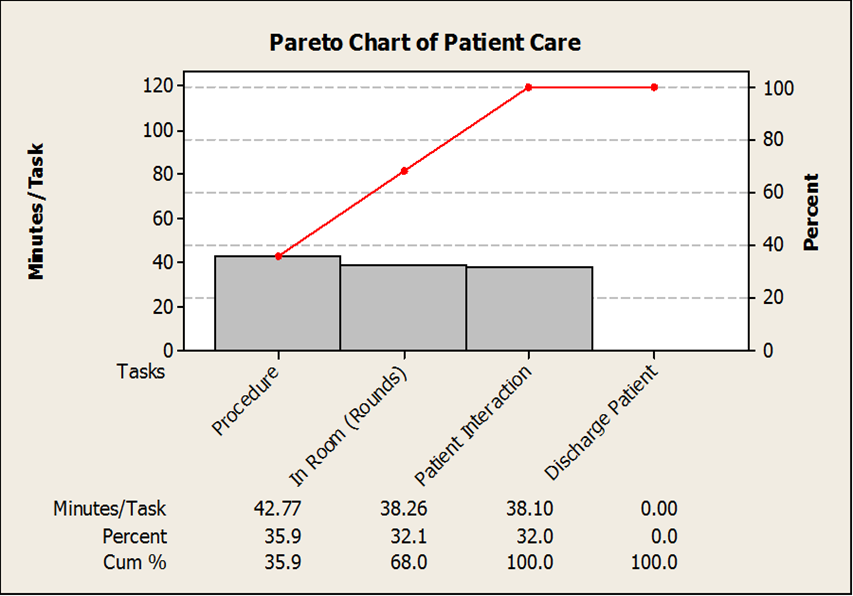 Pareto Chart of Patient Care
120
100
80
60
40
20
0
Minutes/Task
100
80
60
40
20
0
Percent
Tasks
Procedure
In Room (Rounds)
Patient Interaction
Discharge Patient
Minutes/Task 42.77 38.26 38.10 0.00
Percent 35.9 32.1 32.0 0.0
Cum % 35.9 68.0 100.0 100.0